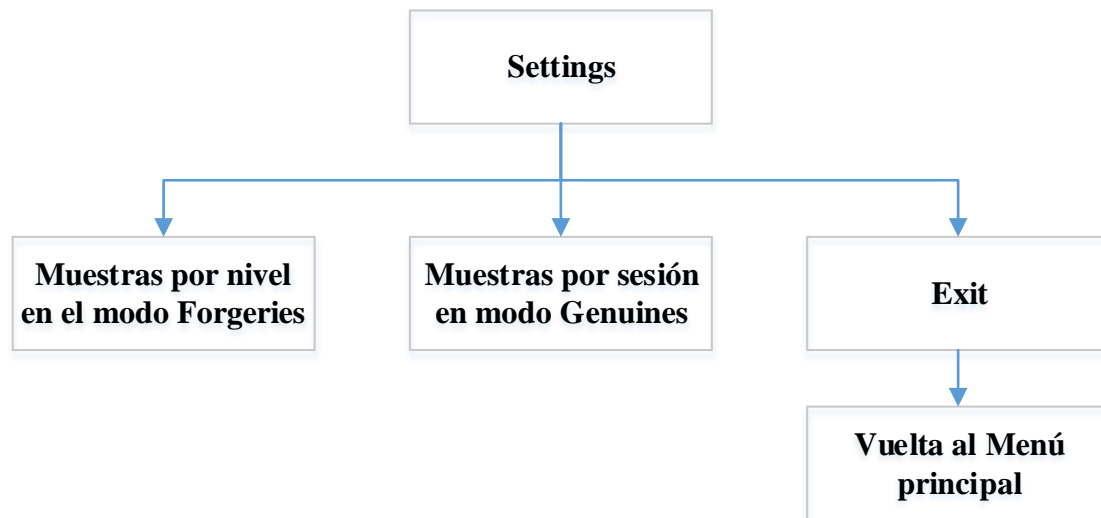 Settings
Muestras por nivel
en el modo Forgeries
Muestras por sesión
en modo Genuines
Exit
Vuelta al Menú
principal